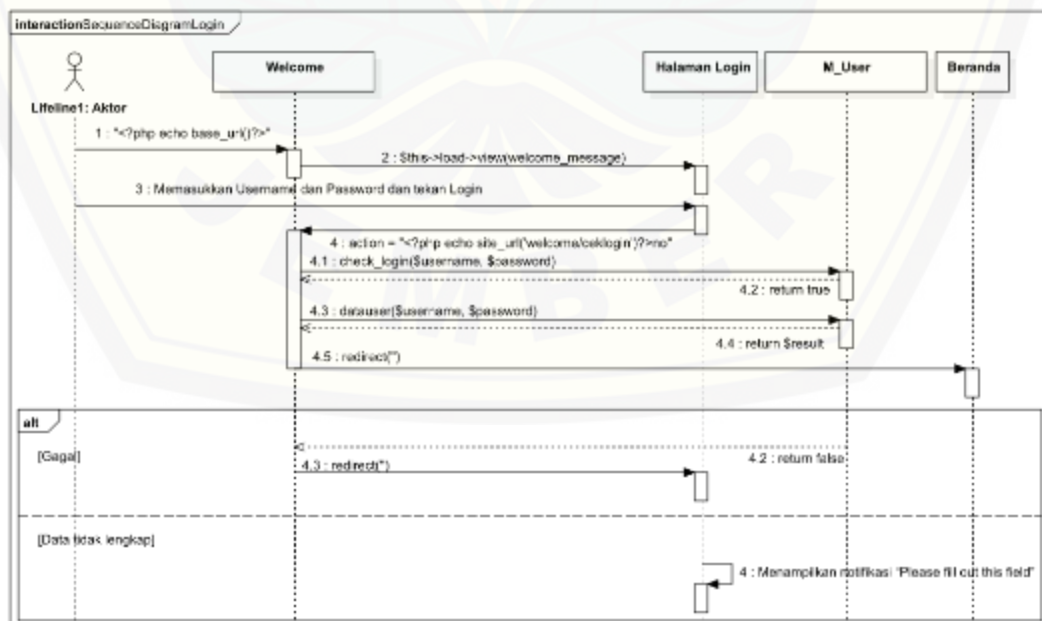 interactionSequenceDiagramLogin
Welcome
Halaman Login
M_User
Beranda
Lifeline1: Aktor
1 : "<?php echo base_url()?>"
2 : $this->load->view(welcome_message)
3 : Memasukkan Username dan Password dan tekan Login
4 : action = "<?php echo site_url('welcome/ceklogin')?>no"
4.1 : check_login($username, $password)
4.2 : return true
4.3 : datauser($username, $password)
4.4 : return $result
4.5 : redirect('')
alt
[Gagal]
4.2 : return false
4.3 : redirect('')
[Data tidak lengkap]
4 : Menampilkan notifikasi "Please fill out this field"
JEMBER